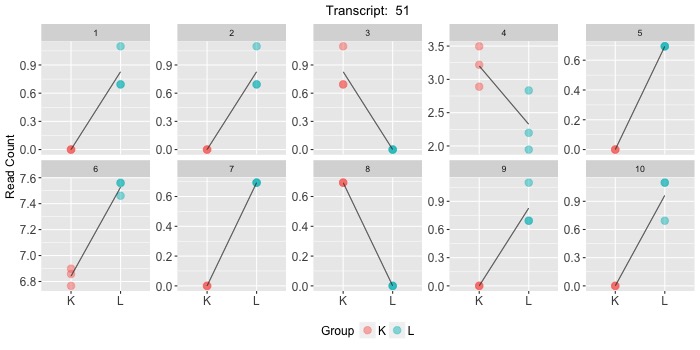 Transcript:  51
Read Count
1 2 3 4 5
0.9 0.6 0.3 0.0
0.9 0.6 0.3 0.0
0.9 0.6 0.3 0.0
3.5 3.0 2.5 2.0
0.6 0.4 0.2 0.0
6 7 8 9 10
7.6 7.4 7.2 7.0 6.8
0.6 0.4 0.2 0.0
0.6 0.4 0.2 0.0
0.9 0.6 0.3 0.0
0.9 0.6 0.3 0.0
K L K L K L K L K L
Group K L